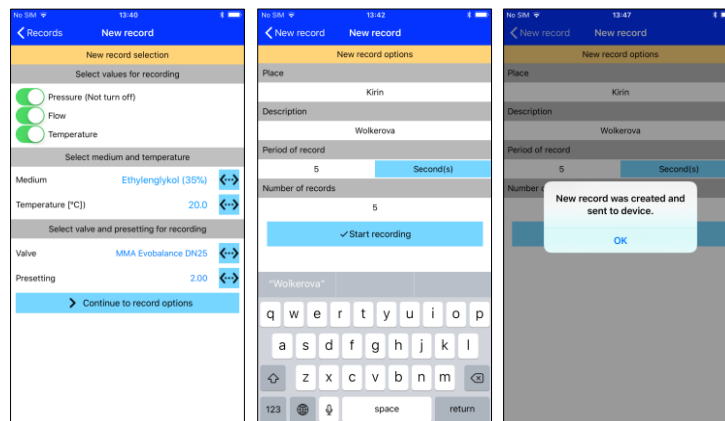 No SIM 13:40
Records New record
New record selection
Select values for recording
Pressure (Not turn off)
Flow
Temperature
Select medium and temperature
Medium Ethylenglykol (35%)
Temperature [°C]) 20.0
Select valve and presetting for recording
Valve MMA Evobalance DN25
Presetting 2.00
Continue to record options
No SIM 13:42
New record New record
New record options
Place
Kirin
Description
Wolkerova
Period of record
5 Second(s)
Number of records
5
Start recording
"Wolkerova"
q w e r t y u i o p
a s d f g h j k l
z x c v b n m
123 space return
No SIM 13:47
New record New record
New record options
Place
Kirin
Description
Wolkerova
Period of record
5 Second(s)
Number
New record was created and
sent to device.
OK